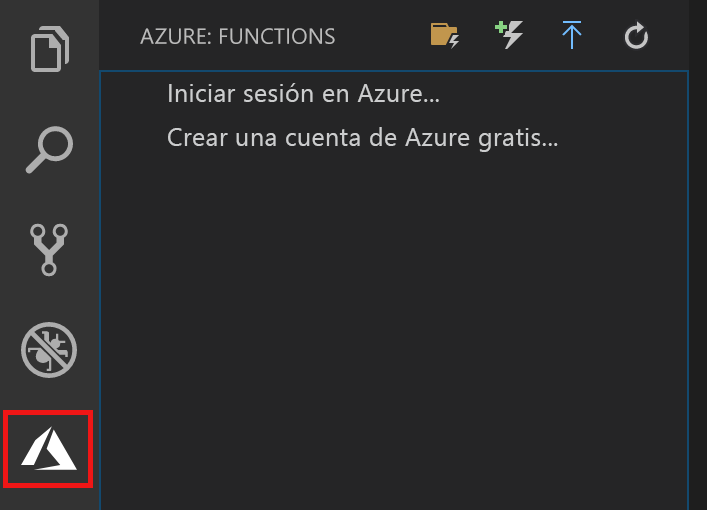 AZURE: FUNCTIONS
Iniciar sesión en Azure...
Crear una cuenta de Azure gratis...